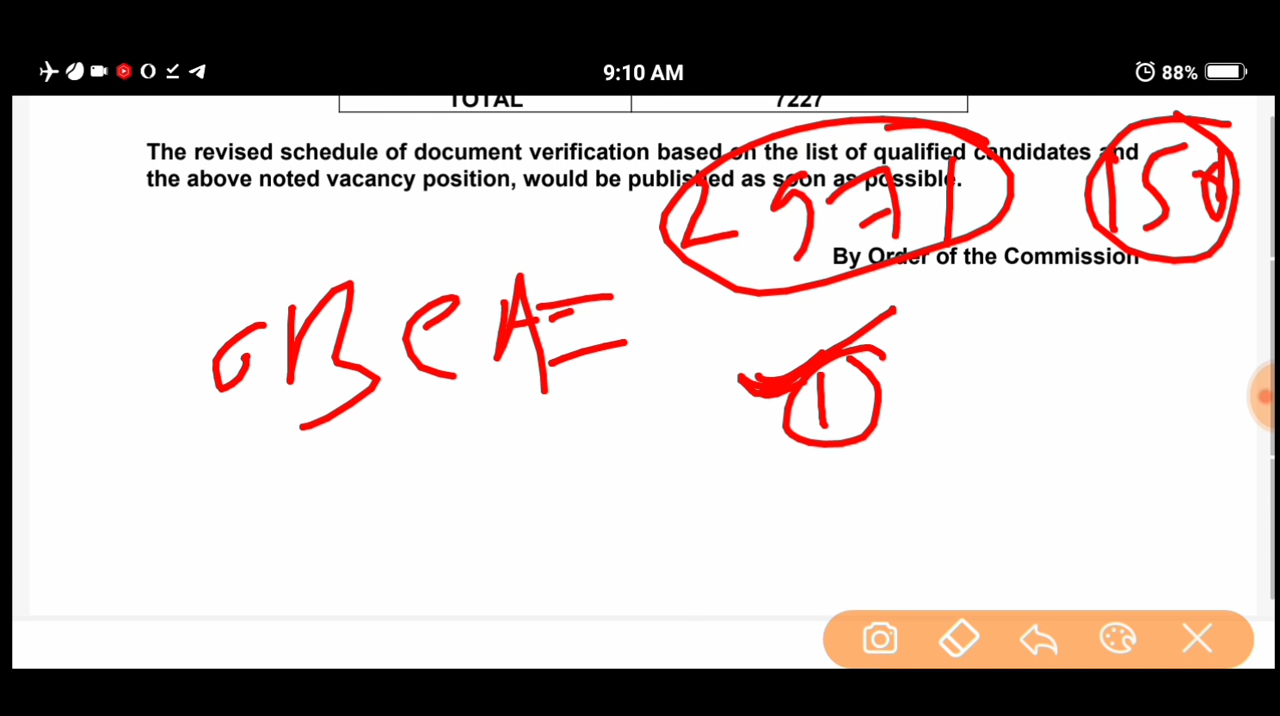 9:10 AM
88%
TOTAL 7227
The revised schedule of document verification based on the list of qualified candidates and
the above noted vacancy position, would be published as soon as possible.
2971
By Order of the Commission
OBC A
1